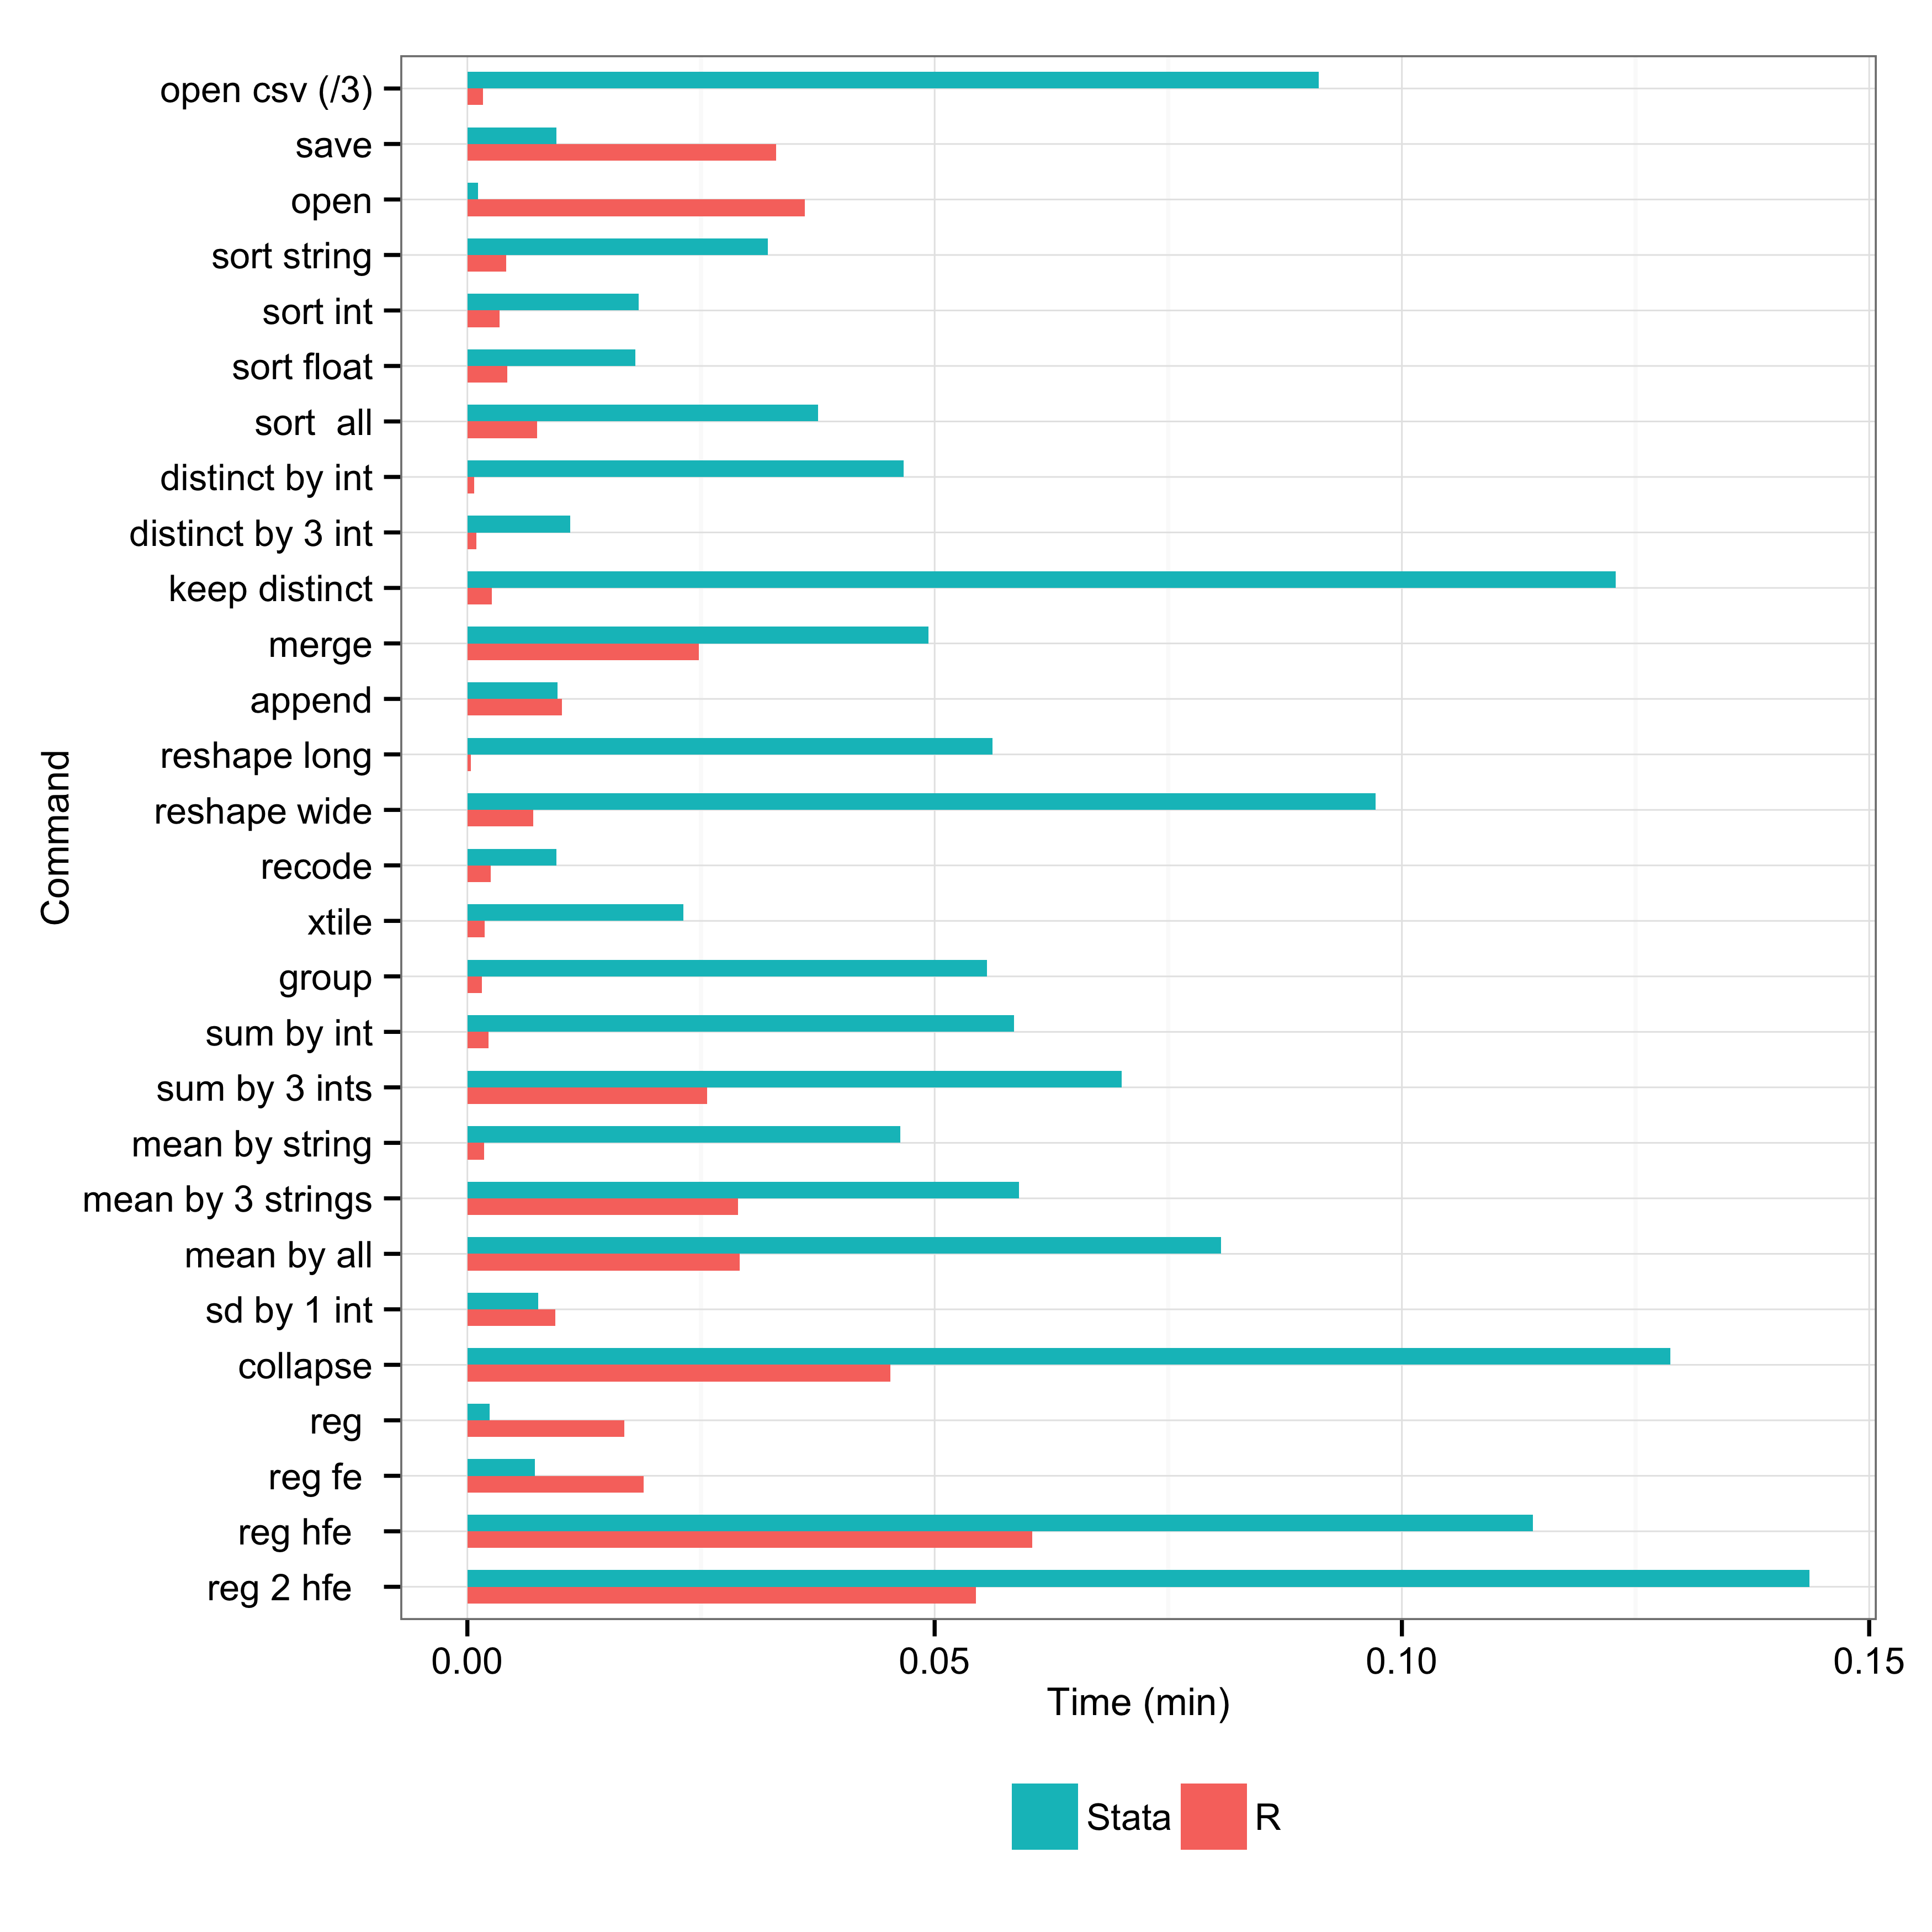 open csv (/3)
save
open
sort string
sort int
sort float
sort  all
distinct by int
distinct by 3 int
keep distinct
merge
append
reshape long
reshape wide
recode
xtile
group
sum by int
sum by 3 ints
mean by string
mean by 3 strings
mean by all
sd by 1 int
collapse
reg
reg fe
reg hfe
reg 2 hfe
Command
0.00 0.05 0.10 0.15
Time (min)
Stata R